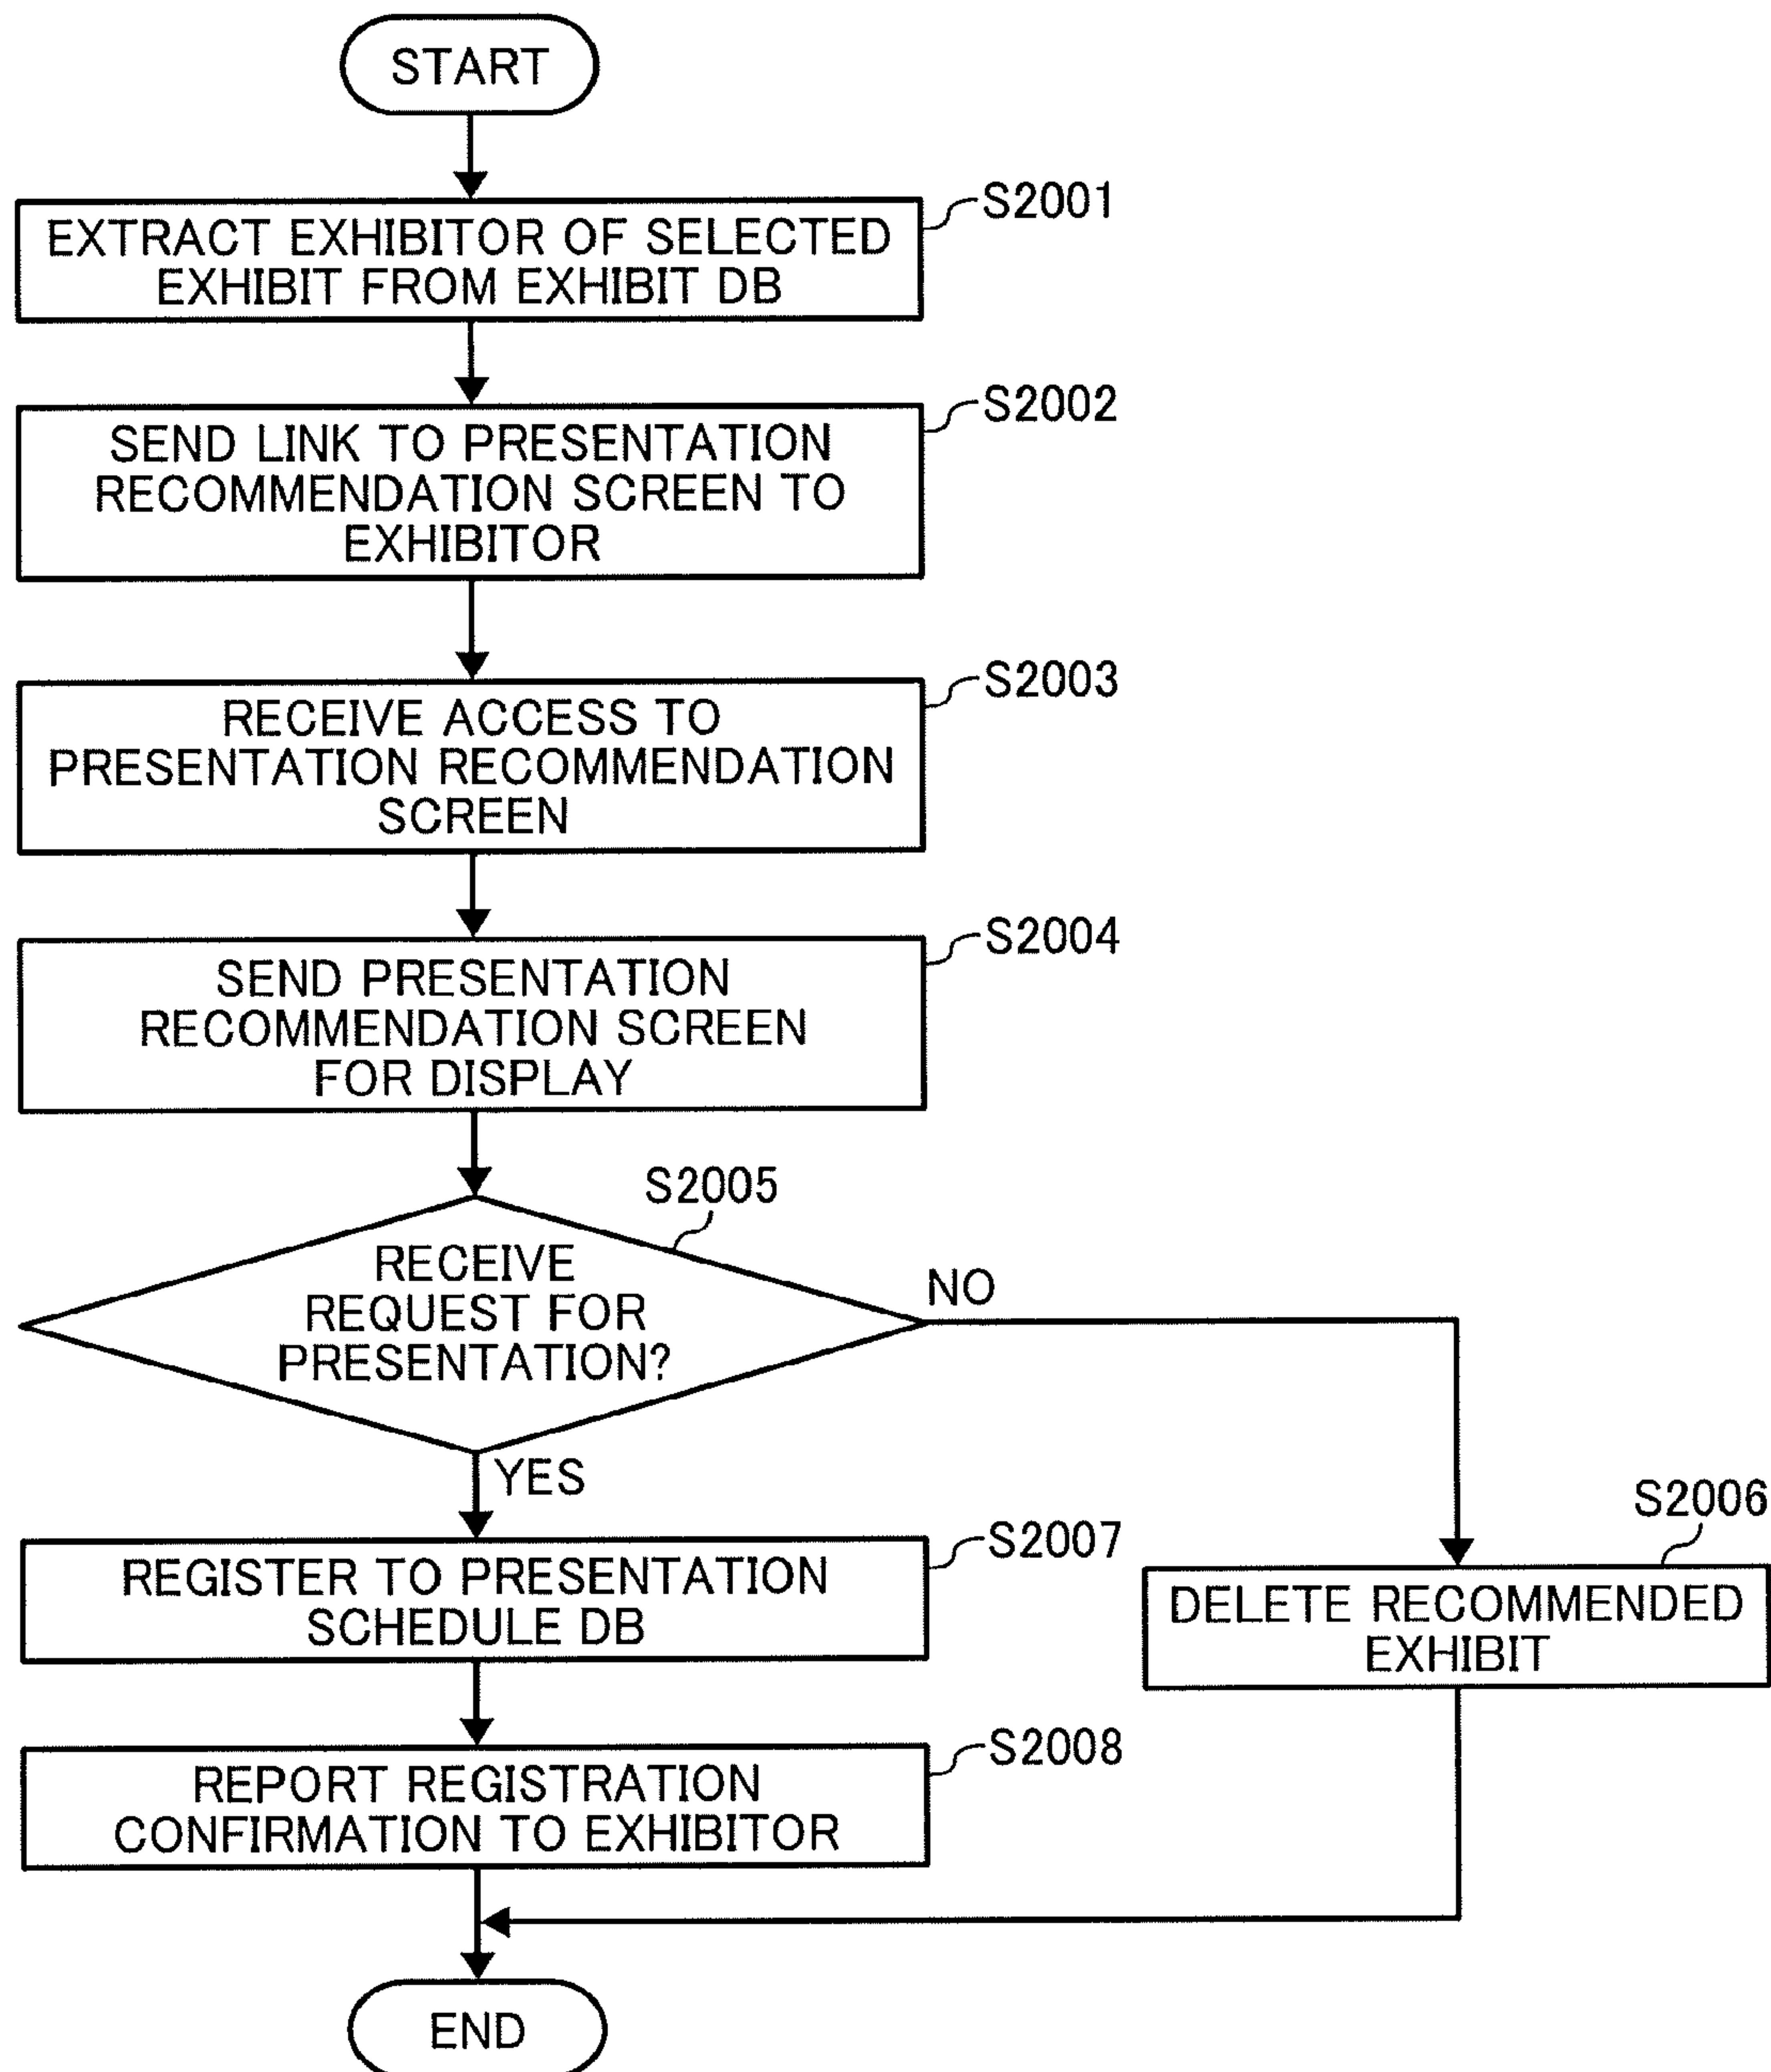 START
S2001
EXTRACT EXHIBITOR OF SELECTED
EXHIBIT FROM EXHIBIT DB
S2002
SEND LINK TO PRESENTATION
RECOMMENDATION SCREEN TO
EXHIBITOR
S2003
RECEIVE ACCESS TO
PRESENTATION RECOMMENDATION
SCREEN
S2004
SEND PRESENTATION
RECOMMENDATION SCREEN
FOR DISPLAY
S2005
RECEIVE
REQUEST FOR
PRESENTATION?
NO
YES
S2006
DELETE RECOMMENDED
EXHIBIT
S2007
REGISTER TO PRESENTATION
SCHEDULE DB
S2008
REPORT REGISTRATION
CONFIRMATION TO EXHIBITOR
END